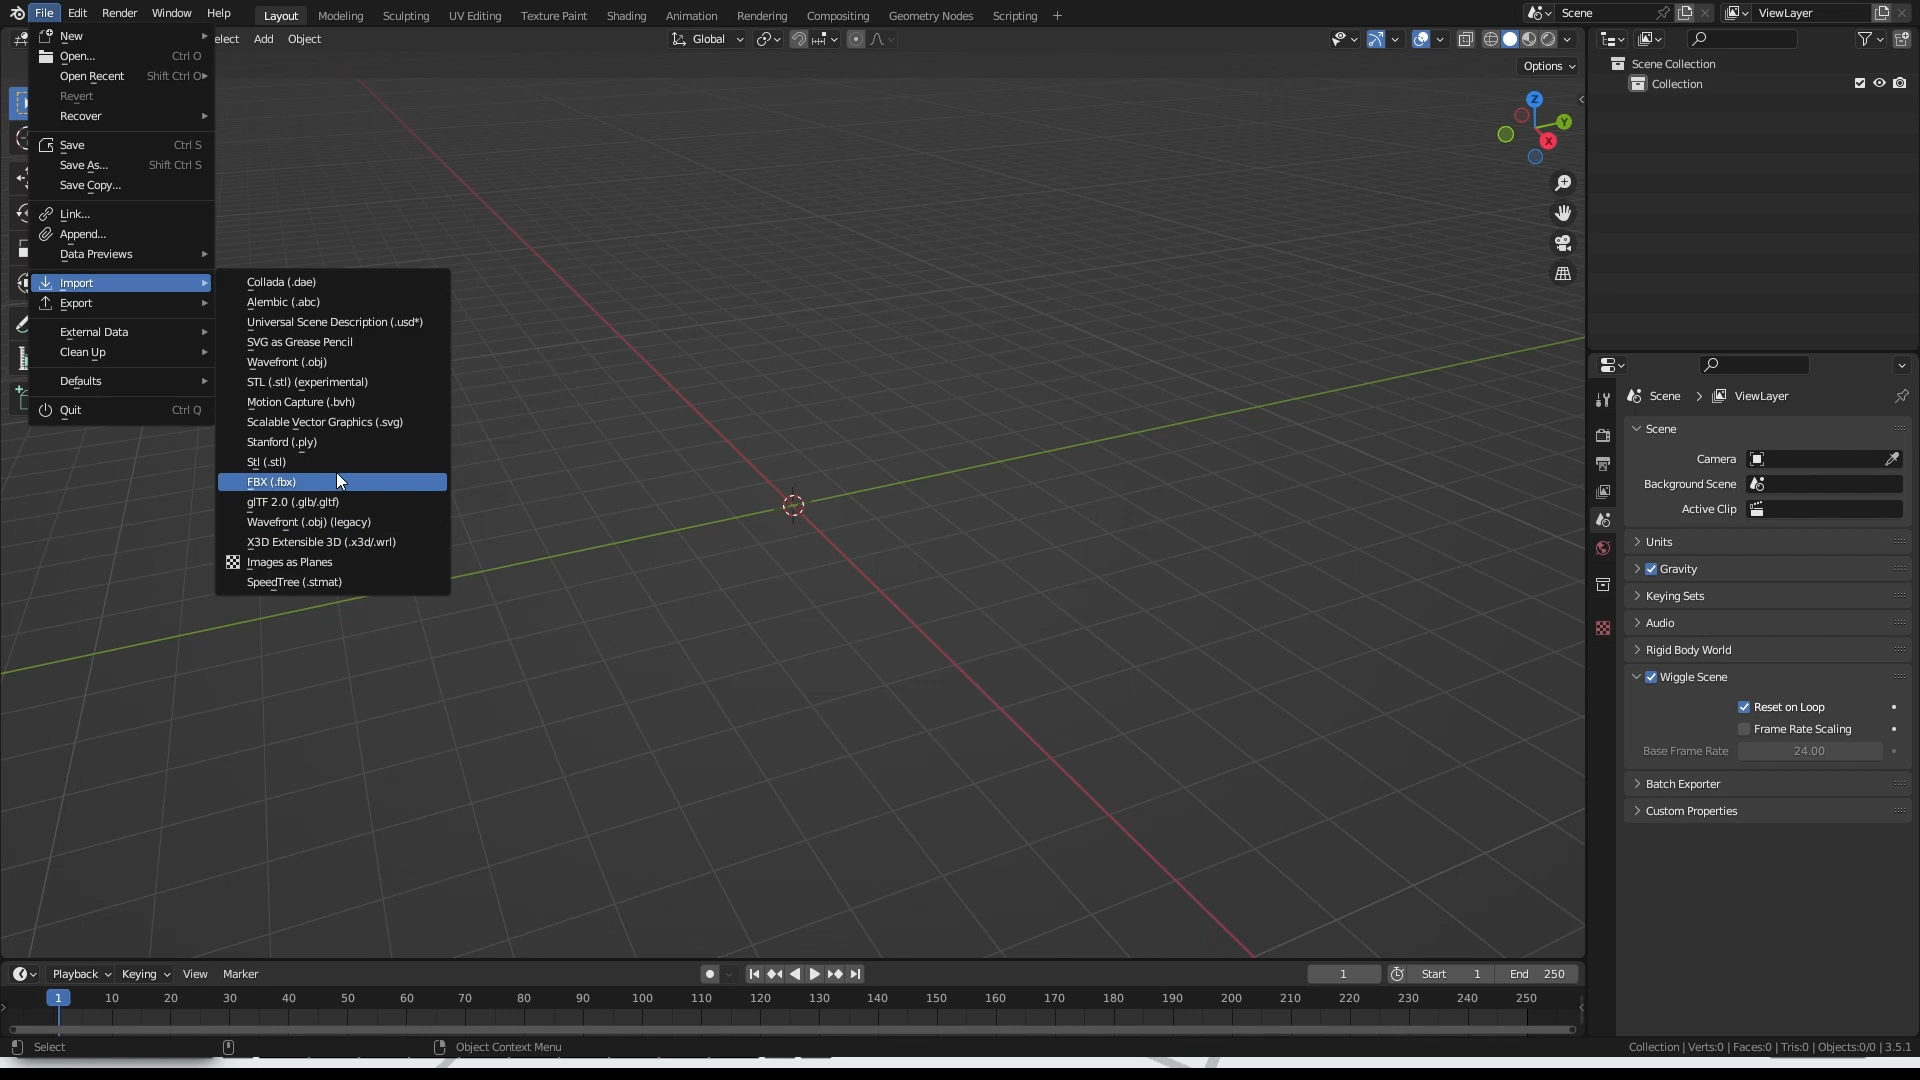 File Edit Render Window Help Layout Modeling Sculpting UV Editing Texture Paint Shading Animation Rendering Compositing Geometry Nodes Scripting + Scene ViewLayer
elect Add Object Global
Options
New
Open... Ctrl O
Open Recent Shift Ctrl O
Revert
Recover
Save Ctrl S
Save As... Shift Ctrl S
Save Copy...
Link...
Append...
Data Previews
Import
Export
External Data
Clean Up
Defaults
Quit Ctrl Q
Collada (.dae)
Alembic (.abc)
Universal Scene Description (.usd*)
SVG as Grease Pencil
Wavefront (.obj)
STL (.stl) (experimental)
Motion Capture (.bvh)
Scalable Vector Graphics (.svg)
Stanford (.ply)
Stl (.stl)
FBX (.fbx)
glTF 2.0 (.glb/.gltf)
Wavefront (.obj) (legacy)
X3D Extensible 3D (.x3d/.wrl)
Images as Planes
SpeedTree (.stmat)
Z
Y
X
Scene Collection
Collection
Scene > ViewLayer
Scene
Camera
Background Scene
Active Clip
Units
Gravity
Keying Sets
Audio
Rigid Body World
Wiggle Scene
Reset on Loop
Frame Rate Scaling
Base Frame Rate 24.00
Batch Exporter
Custom Properties
Playback Keying View Marker 1 Start 1 End 250
1 10 20 30 40 50 60 70 80 90 100 110 120 130 140 150 160 170 180 190 200 210 220 230 240 250
Select Object Context Menu Collection | Verts:0 | Faces:0 | Tris:0 | Objects:0/0 | 3.5.1